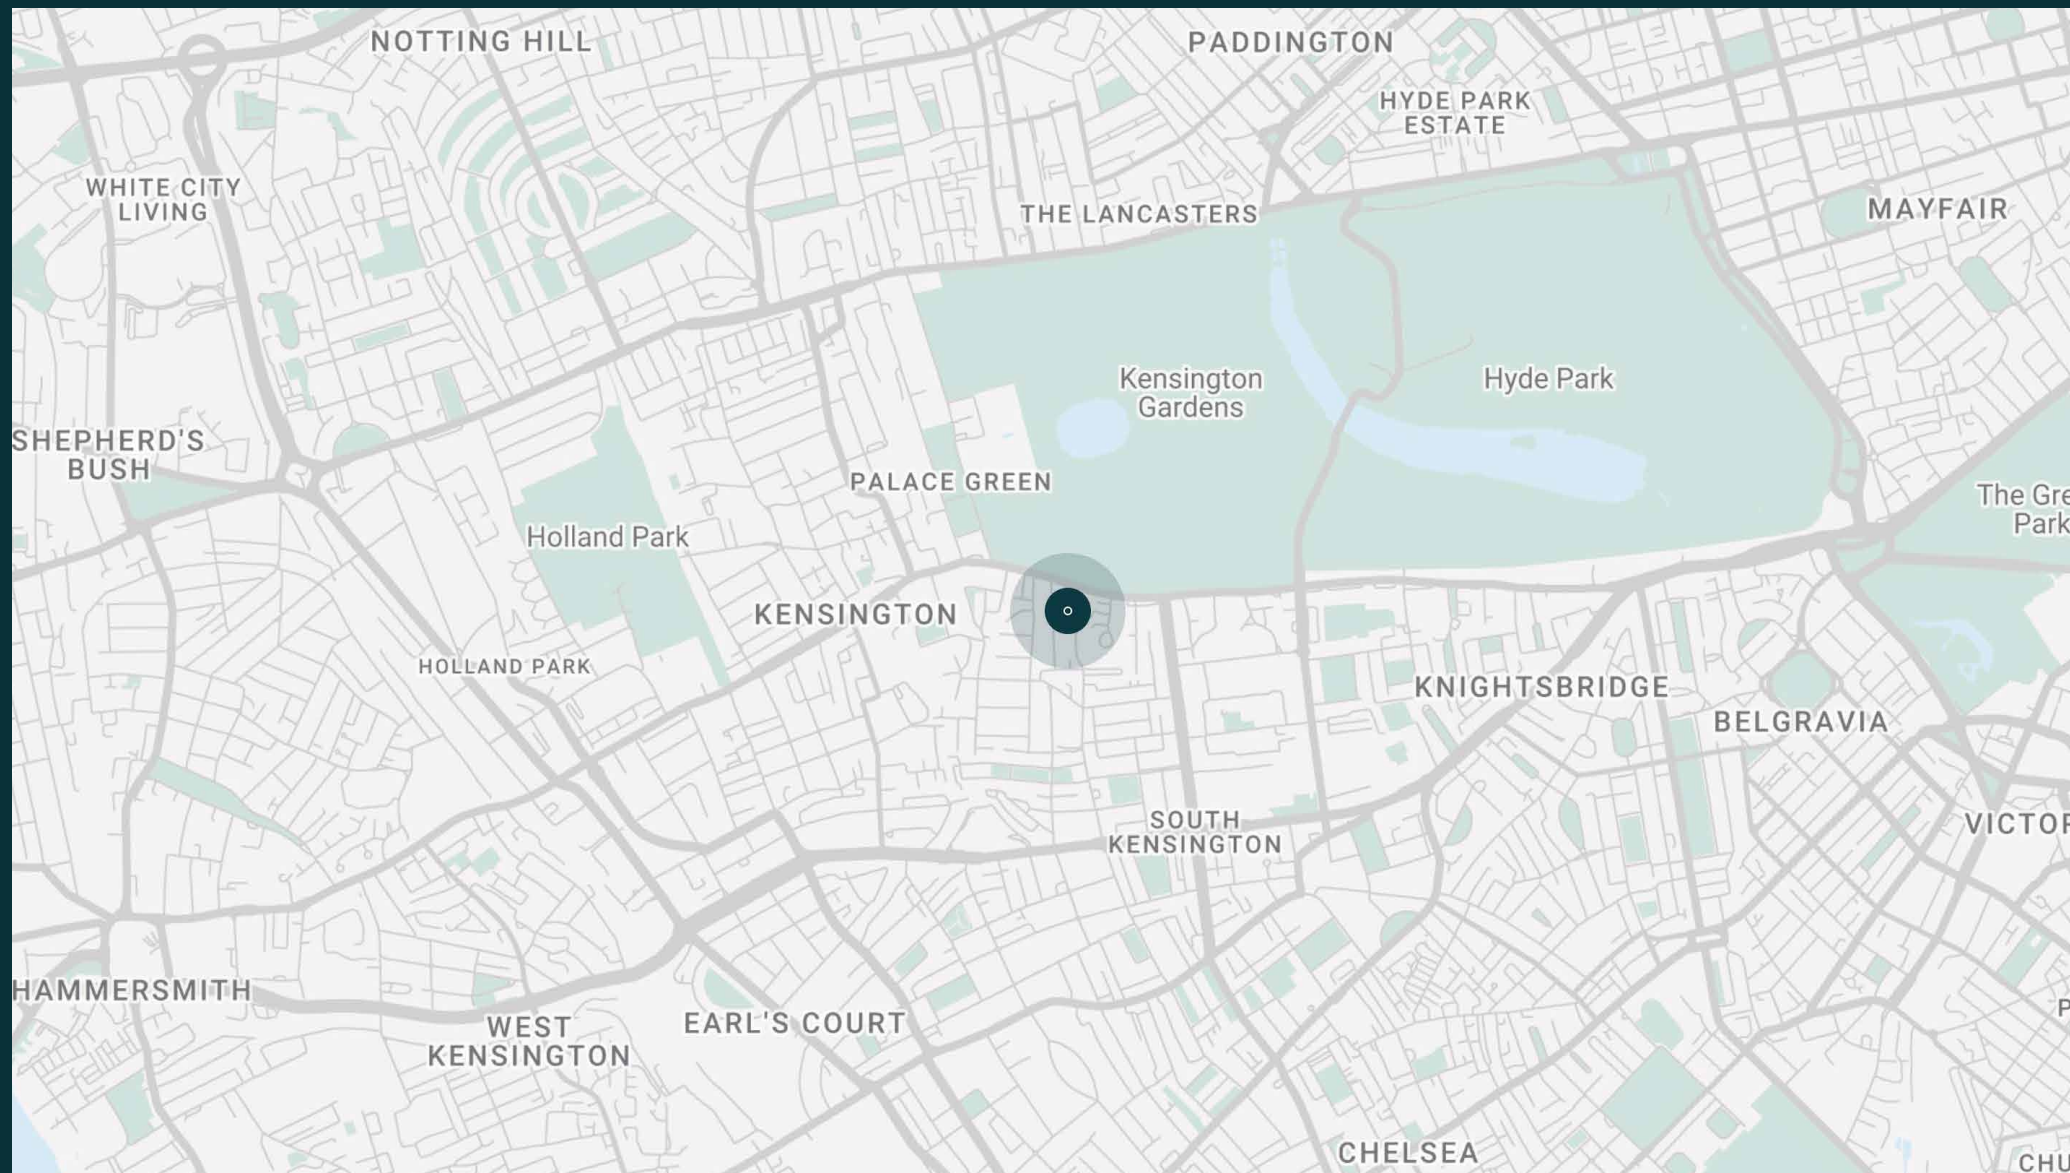 NOTTING HILL
PADDINGTON
HYDE PARK
ESTATE
WHITE CITY
LIVING
THE LANCASTERS
MAYFAIR
Kensington
Gardens
Hyde Park
SHEPHERD'S
BUSH
PALACE GREEN
The Gre
Park
Holland Park
KENSINGTON
HOLLAND PARK
KNIGHTSBRIDGE
BELGRAVIA
SOUTH
KENSINGTON
VICTOR
HAMMERSMITH
WEST
KENSINGTON
EARL'S COURT
P
CHELSEA
CHU